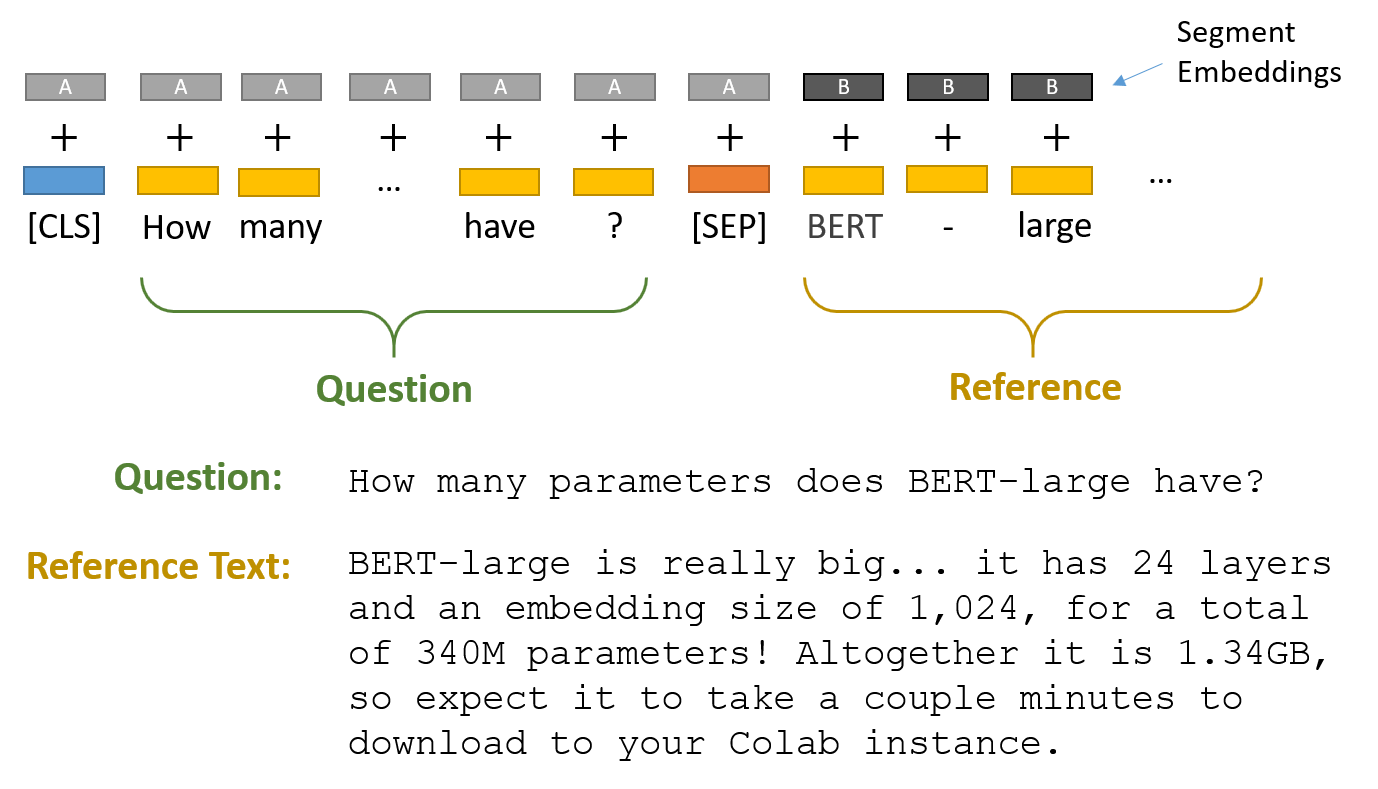 Segment
Embeddings
A A A A A A A B B B
+ + + + + + + + + +
... ...
[CLS] How many have ? [SEP] BERT - large
Question Reference
Question: How many parameters does BERT-large have?
Reference Text: BERT-large is really big... it has 24 layers
and an embedding size of 1,024, for a total
of 340M parameters! Altogether it is 1.34GB,
so expect it to take a couple minutes to
download to your Colab instance.